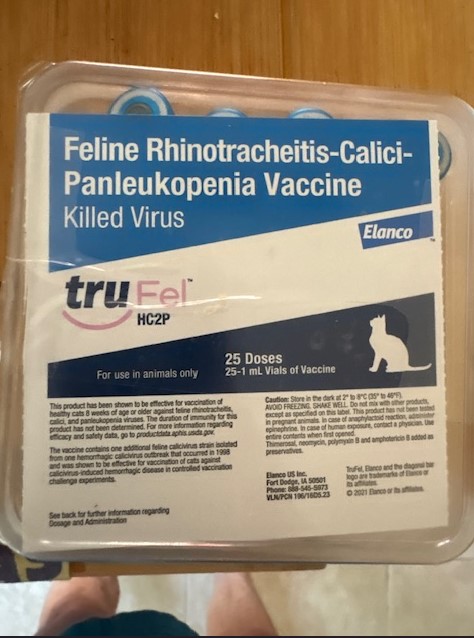 Feline Rhinotracheitis-Calici-
Panleukopenia Vaccine
Killed Virus
Elanco™
truFel™
HC2P
For use in animals only
25 Doses
25-1 mL Vials of Vaccine
This product has been shown to be effective for vaccination of
healthy cats 8 weeks of age or older against feline rhinotracheitis,
calici, and panleukopenia viruses. The duration of immunity for this
product has not been determined. For more information regarding
efficacy and safety data, go to productdata.aphis.usda.gov.
The vaccine contains one additional feline calicivirus strain isolated
from one hemorrhagic calicivirus outbreak that occurred in 1998
and was shown to be effective for vaccination of cats against
calicivirus-induced hemorrhagic disease in controlled vaccination
challenge experiments.
See back for further information regarding
Dosage and Administration
Caution: Store in the dark at 2° to 8°C (35° to 46°F).
AVOID FREEZING. SHAKE WELL. Do not mix with other products,
except as specified on this label. This product has not been tested
in pregnant animals. In case of anaphylactoid reaction, administer
epinephrine. In case of human exposure, contact a physician. Use
entire contents when first opened.
Thimerosal, neomycin, polymyxin B and amphotericin B added as
preservatives.
Elanco US Inc.
Fort Dodge, IA 50501
Phone: 888-545-5973
VLN/PCN 196/16D5.23
TruFel, Elanco and the diagonal bar
logo are trademarks of Elanco or
its affiliates.
© 2021 Elanco or its affiliates.